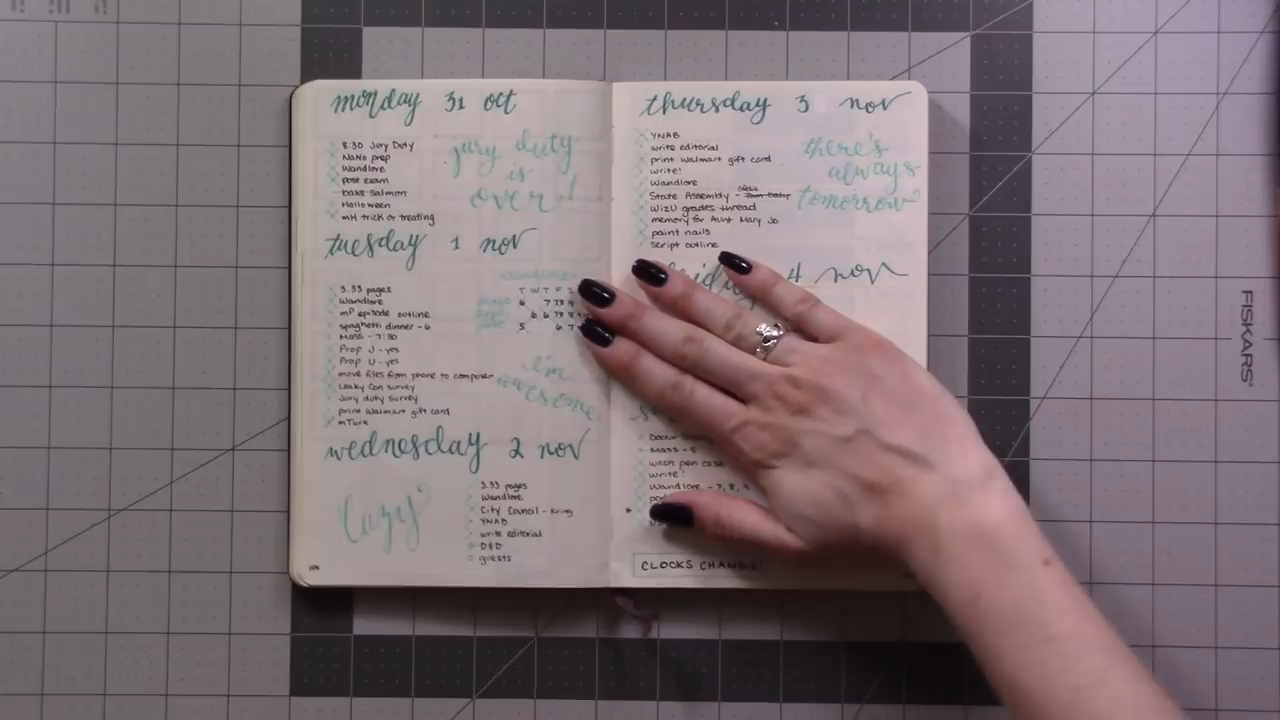 monday 31 oct
8:30 Jury Duty
NaNo prep
Wandlore
post exam
bake salmon
Halloween
MH trick or treating
jury duty
is
over!
tuesday 1 nov
3.33 pages
Wandlore
MP episode outline
spaghetti dinner - 6
Mass - 7:30
Prop J - yes
Prop U - yes
move files from phone to computer
Leaky Con survey
Jury duty survey
print Walmart gift card
mTurk
T W T F S
i'm
awesome
wednesday 2 nov
Lazy
3.33 pages
Wandlore
City Council -
YNAB
write editorial
D&D
guests
thursday 3 nov
YNAB
write editorial
print Walmart gift card
write!
Wandlore
State Assembly -
WizU grades thread
memory for Aunt Mary Jo
paint nails
script outline
there's
always
tomorrow
4 nov
Doctor
Mass - 5
wash pen case
write!
Wandlore - 7, 8, 9
CLOCKS CHANGE
FISKARS